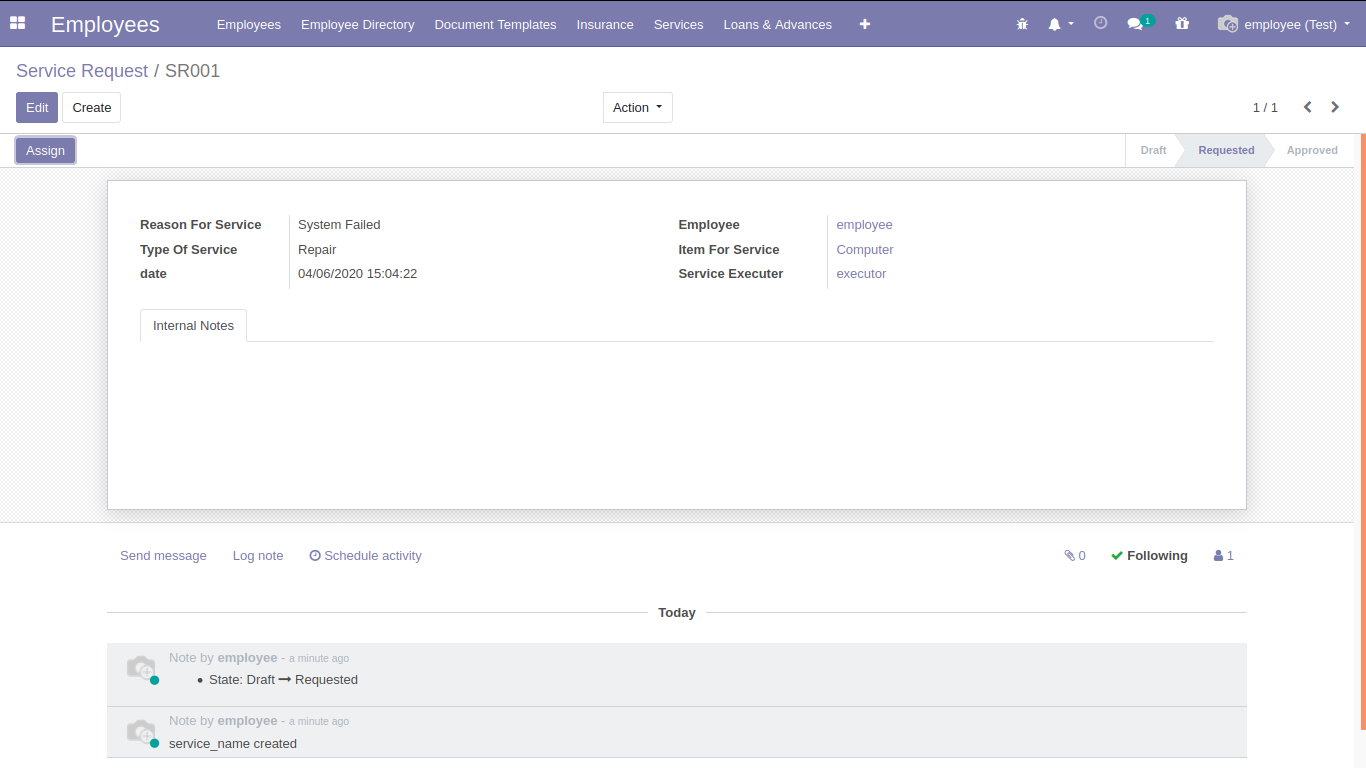 Employees Employees Employee Directory Document Templates Insurance Services Loans & Advances 1 employee (Test)
Service Request / SR001
Edit Create Action 1 / 1
Assign Draft Requested Approved
Reason For Service System Failed Employee employee
Type Of Service Repair Item For Service Computer
date 04/06/2020 15:04:22 Service Executer executor
Internal Notes
Send message Log note Schedule activity 0 Following 1
Today
Note by employee - a minute ago
• State: Draft → Requested
Note by employee - a minute ago
service_name created